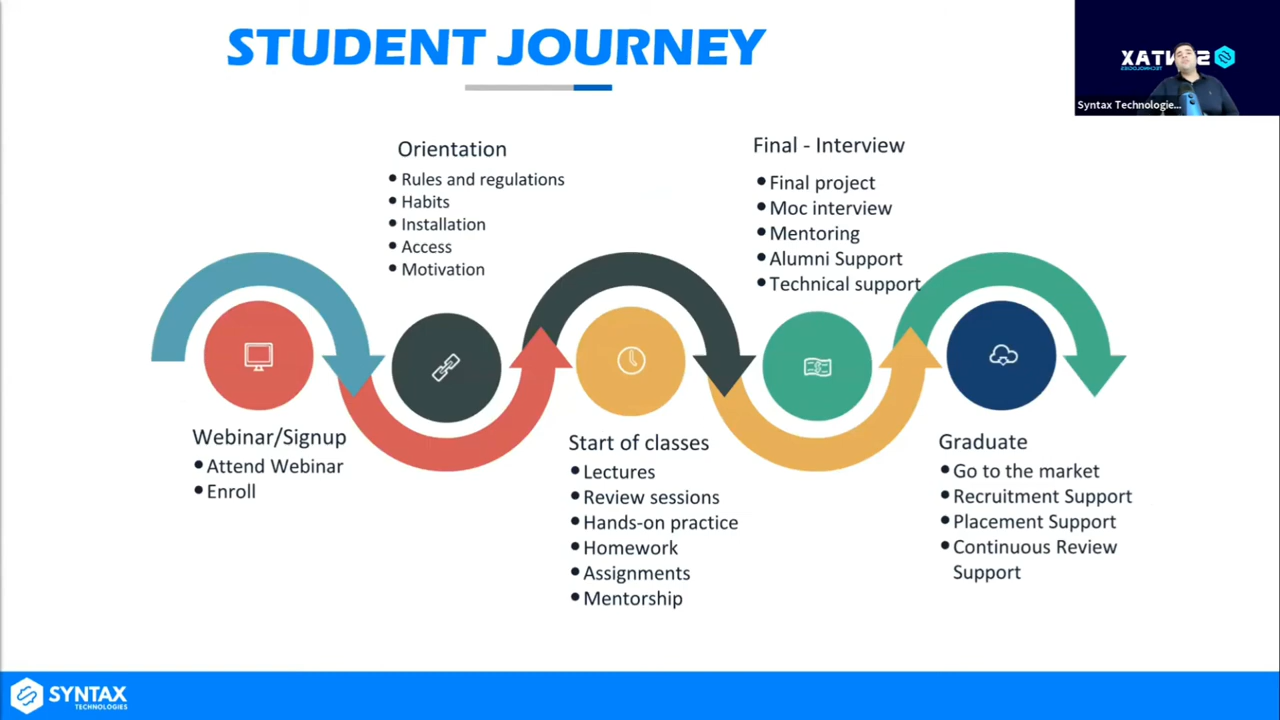 STUDENT JOURNEY
SYNTAX
TECHNOLOGIES
Syntax Technologie...
Orientation
Rules and regulations
Habits
Installation
Access
Motivation
Final - Interview
Final project
Moc interview
Mentoring
Alumni Support
Technical support
Webinar/Signup
Attend Webinar
Enroll
Start of classes
Lectures
Review sessions
Hands-on practice
Homework
Assignments
Mentorship
Graduate
Go to the market
Recruitment Support
Placement Support
Continuous Review
Support
SYNTAX
TECHNOLOGIES